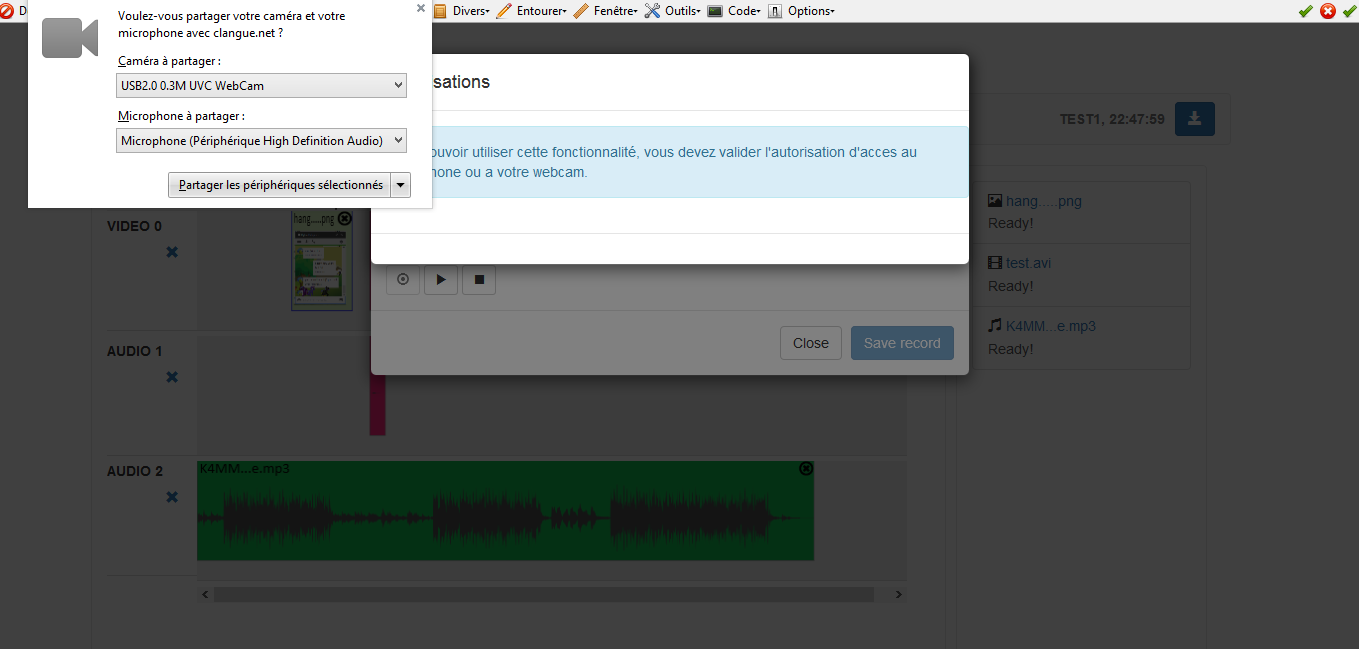 Voulez-vous partager votre caméra et votre
microphone avec clangue.net ?
Caméra à partager :
USB2.0 0.3M UVC WebCam
Microphone à partager :
Microphone (Périphérique High Definition Audio)
Partager les périphériques sélectionnés
D
Divers
Entourer
Fenêtre
Outils
Code
Options
sations
ouvoir utiliser cette fonctionnalité, vous devez valider l'autorisation d'acces au
hone ou a votre webcam.
TEST1, 22:47:59
hang.....png
Ready!
test.avi
Ready!
K4MM...e.mp3
Ready!
VIDEO 0
hang.....png
Close
Save record
AUDIO 1
AUDIO 2
K4MM...e.mp3